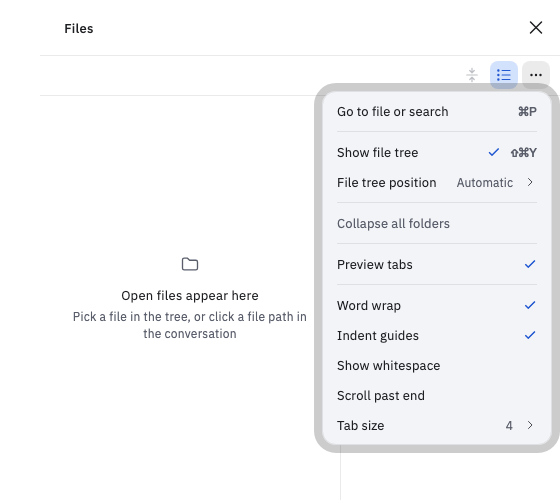 Files
Go to file or search ⌘P
Show file tree ⇧⌘Y
File tree position Automatic
Collapse all folders
Preview tabs
Word wrap
Indent guides
Show whitespace
Scroll past end
Tab size 4
Open files appear here
Pick a file in the tree, or click a file path in
the conversation